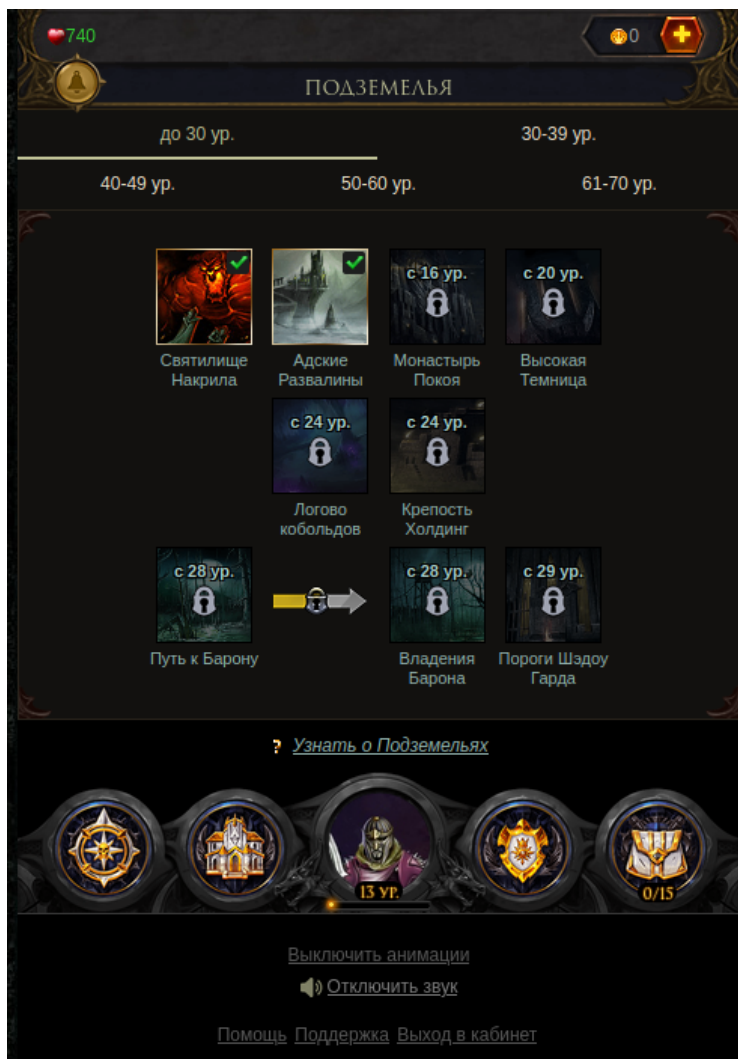 740
0
ПОДЗЕМЕЛЬЯ
до 30 ур.
30-39 ур.
40-49 ур.
50-60 ур.
61-70 ур.
с 16 ур.
с 20 ур.
Святилище
Накрила
Адские
Развалины
Монастырь
Покоя
Высокая
Темница
с 24 ур.
с 24 ур.
Логово
кобольдов
Крепость
Холдинг
с 28 ур.
с 28 ур.
с 29 ур.
Путь к Барону
Владения
Барона
Пороги Шэдоу
Гарда
? Узнать о Подземельях
13 УР.
0/15
Выключить анимации
Отключить звук
Помощь Поддержка Выход в кабинет